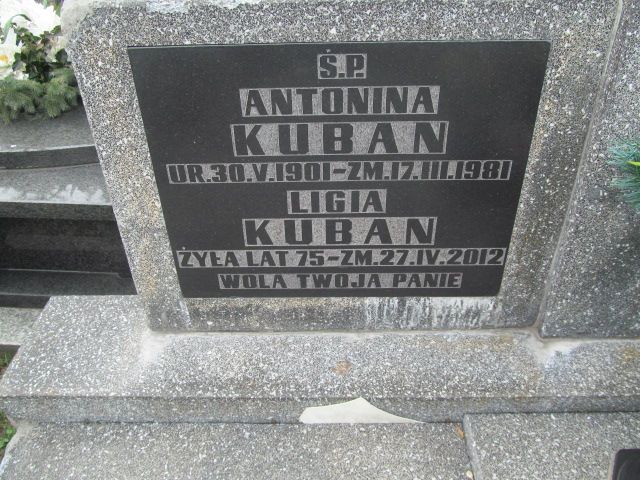 Ś.P.
ANTONINA
KUBAN
UR.30.V.1901-ZM.17.III.1981
LIGIA
KUBAN
ŻYŁA LAT 75-ZM.27.IV.2012
WOLA TWOJA PANIE